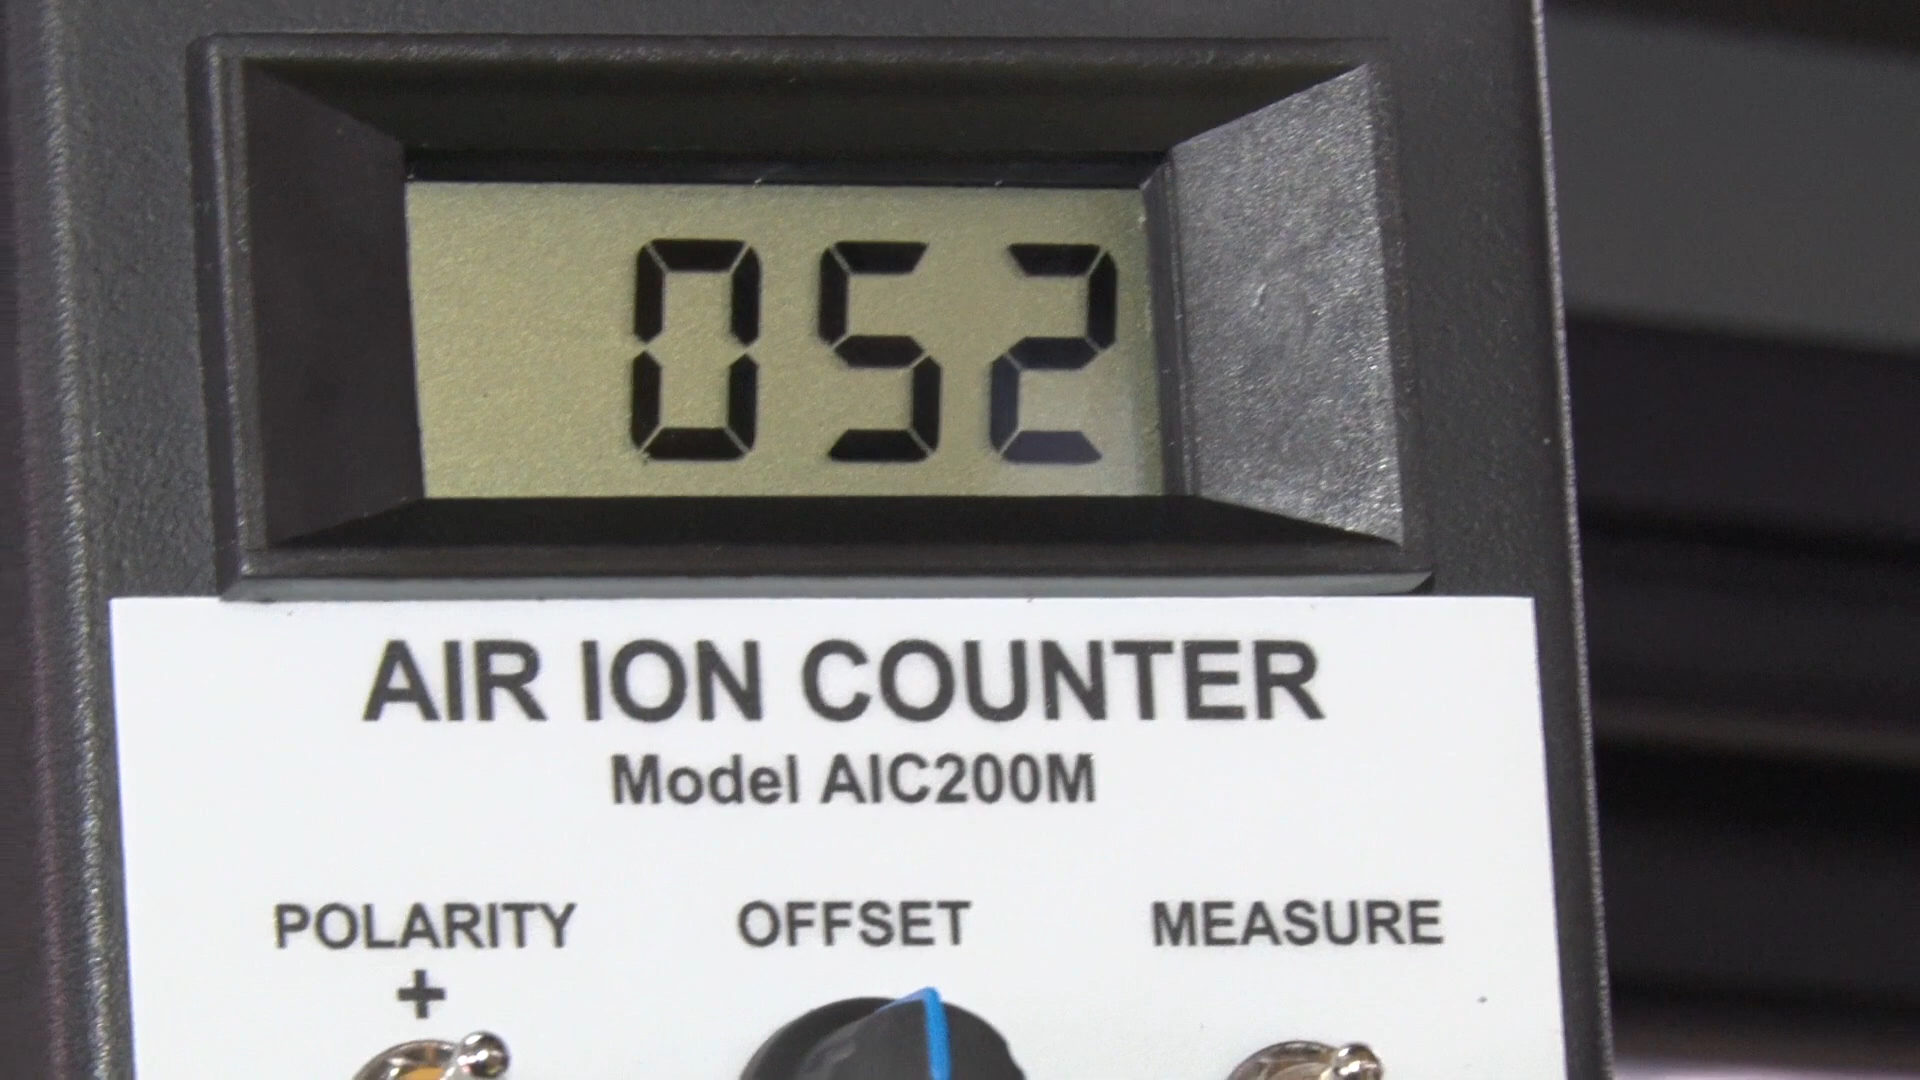 052
AIR ION COUNTER
Model AIC200M
POLARITY OFFSET MEASURE
+